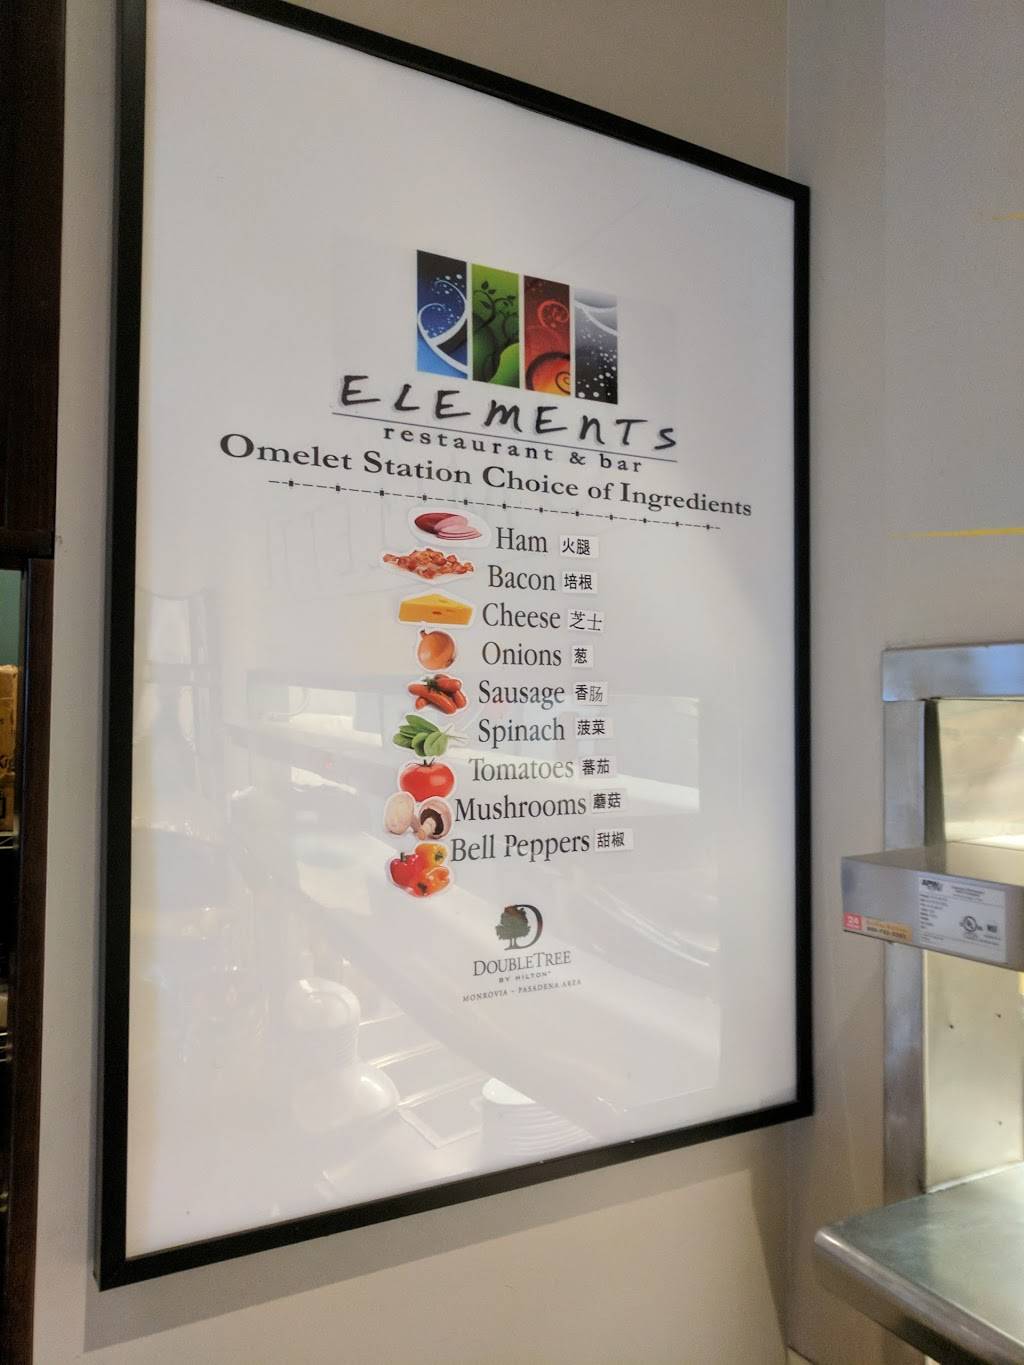 ELEMENTS
restaurant & bar
Omelet Station Choice of Ingredients
Ham 火腿
Bacon 培根
Cheese 芝士
Onions 葱
Sausage 香肠
Spinach 菠菜
Tomatoes 蕃茄
Mushrooms 蘑菇
Bell Peppers 甜椒
D
DOUBLETREE
BY HILTON
MONROVIA - PASADENA AREA
24